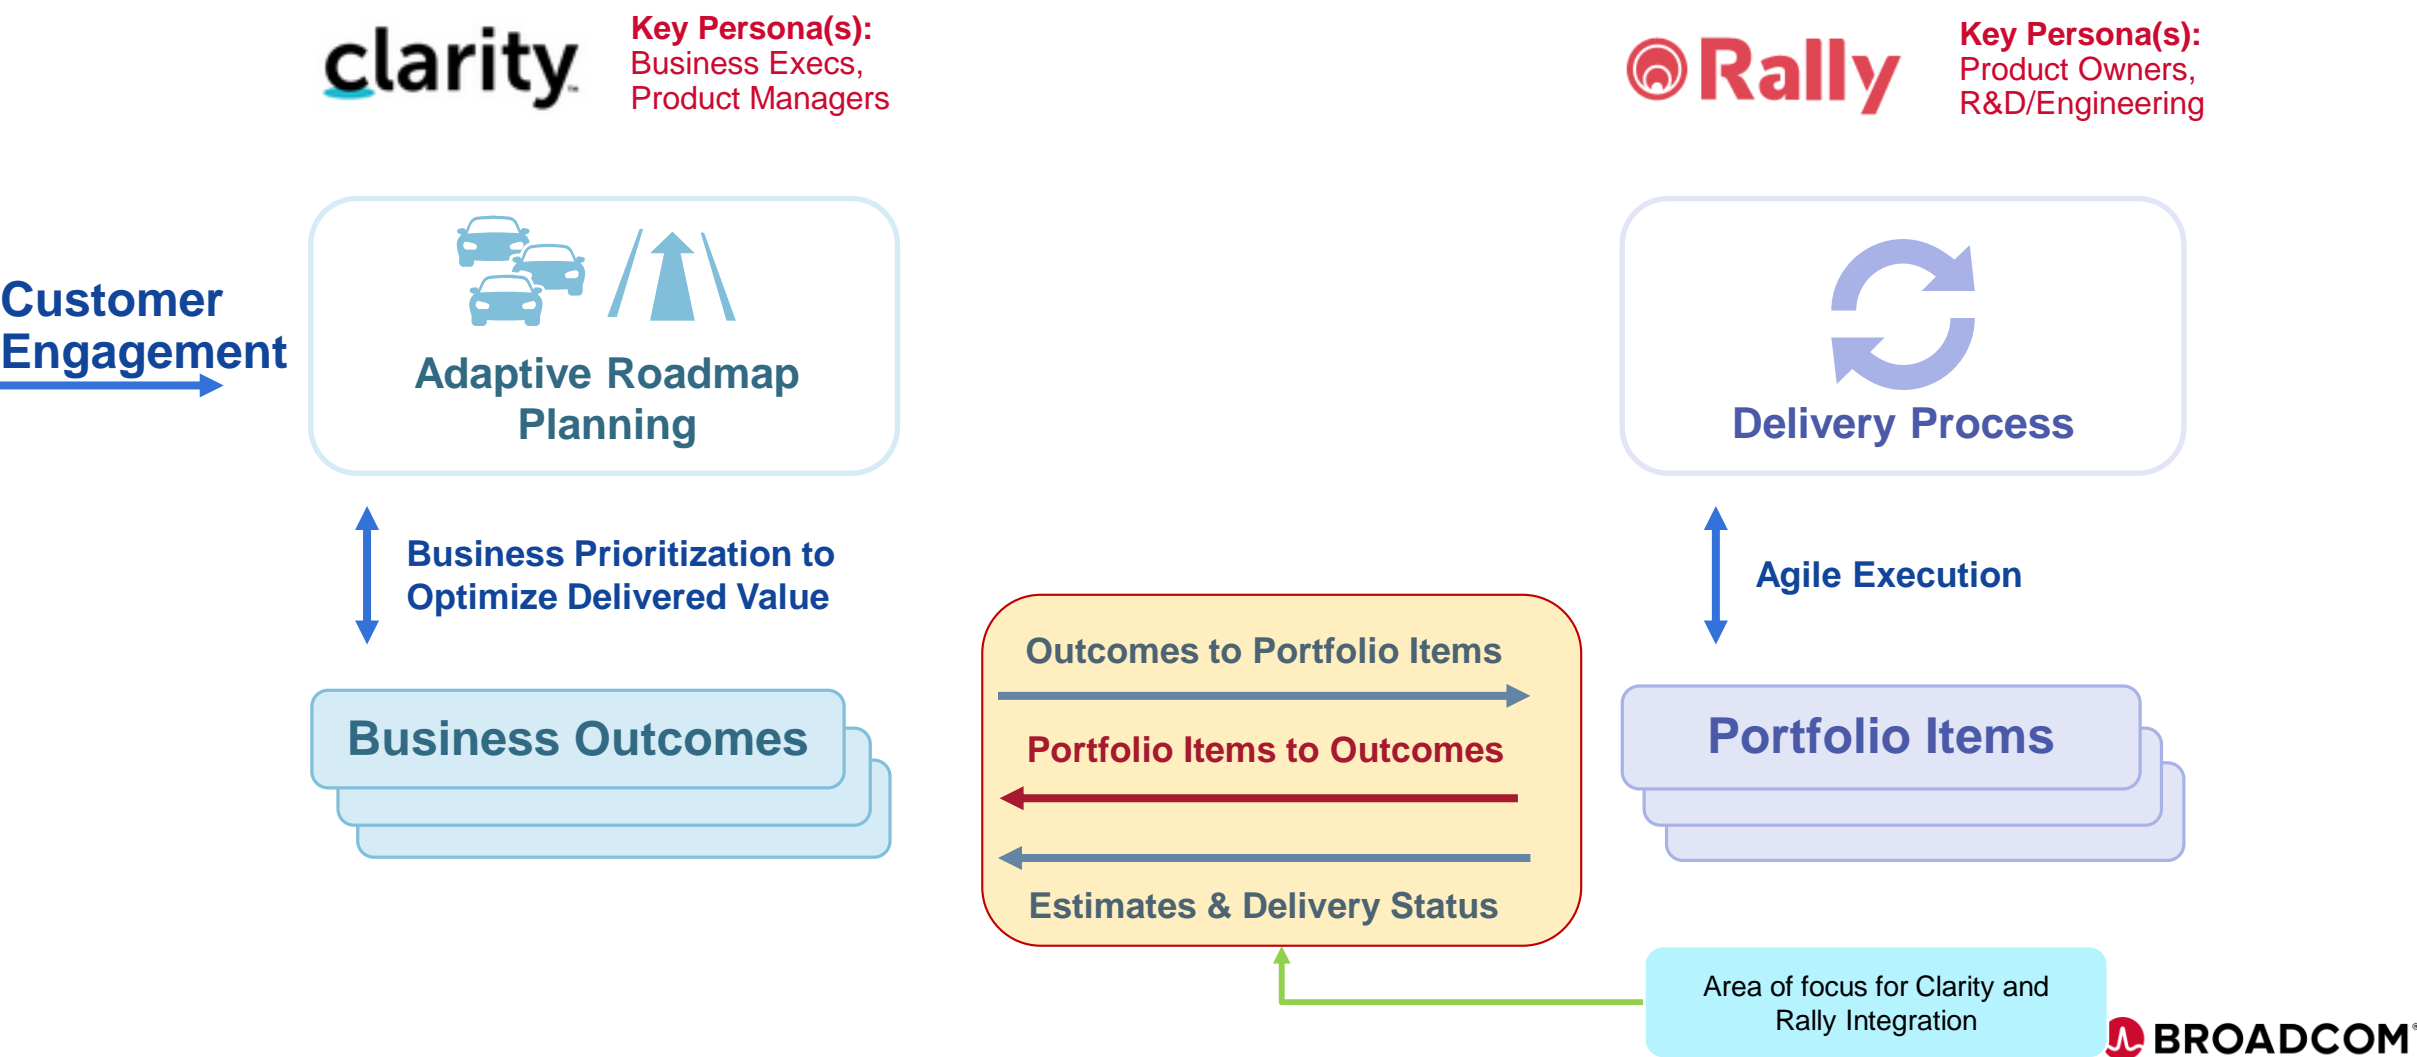 clarity™
Key Persona(s):
Business Execs,
Product Managers
Rally
Key Persona(s):
Product Owners,
R&D/Engineering
Customer
Engagement
Adaptive Roadmap
Planning
Delivery Process
Business Prioritization to
Optimize Delivered Value
Agile Execution
Business Outcomes
Outcomes to Portfolio Items
Portfolio Items to Outcomes
Estimates & Delivery Status
Portfolio Items
Area of focus for Clarity and
Rally Integration
BROADCOM®